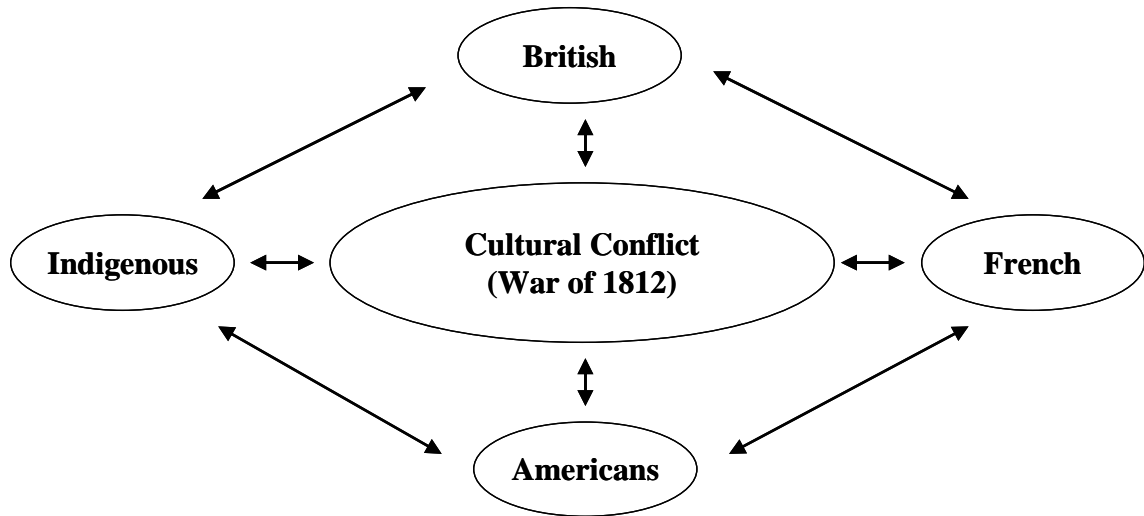 British
Cultural Conflict
(War of 1812)
Indigenous
French
Americans